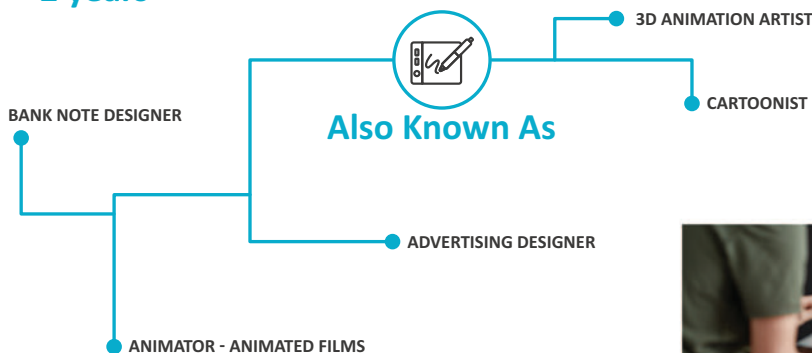 3D ANIMATION ARTIST
CARTOONIST
BANK NOTE DESIGNER
Also Known As
ADVERTISING DESIGNER
ANIMATOR - ANIMATED FILMS